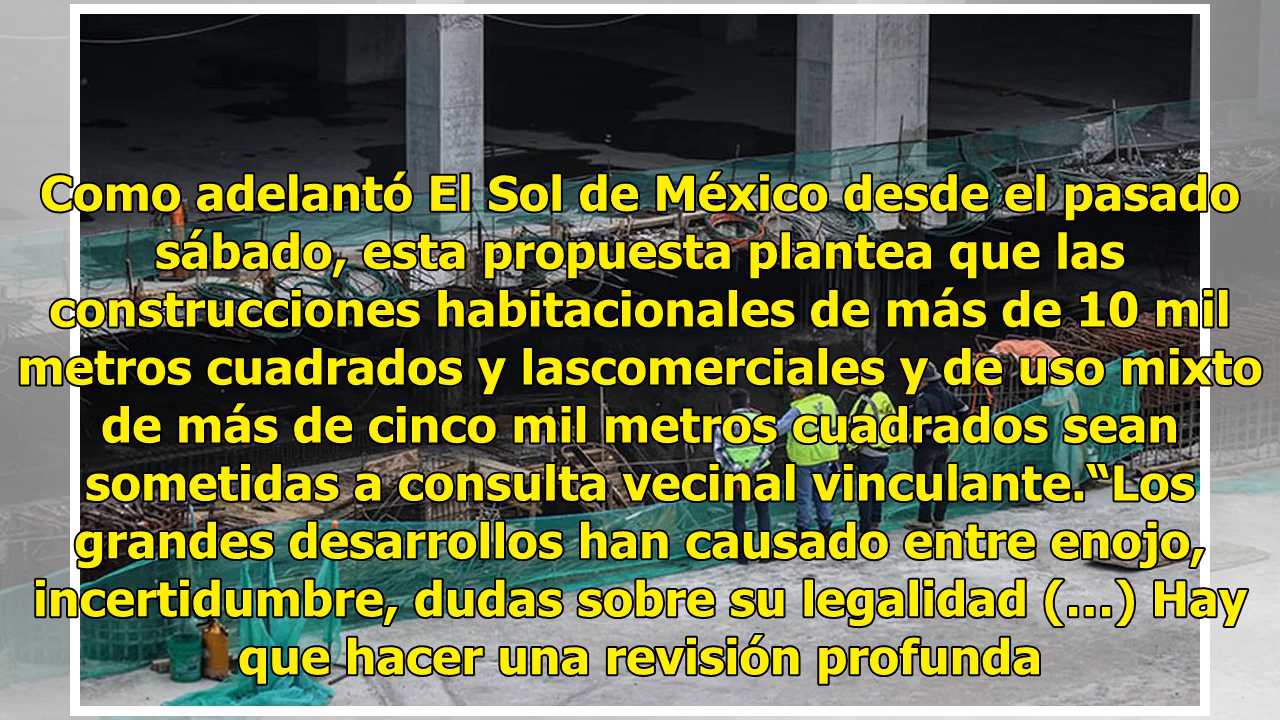 Como adelantó El Sol de México desde el pasado
sábado, esta propuesta plantea que las
construcciones habitacionales de más de 10 mil
metros cuadrados y lascomerciales y de uso mixto
de más de cinco mil metros cuadrados sean
sometidas a consulta vecinal vinculante.“Los
grandes desarrollos han causado entre enojo,
incertidumbre, dudas sobre su legalidad (...) Hay
que hacer una revisión profunda